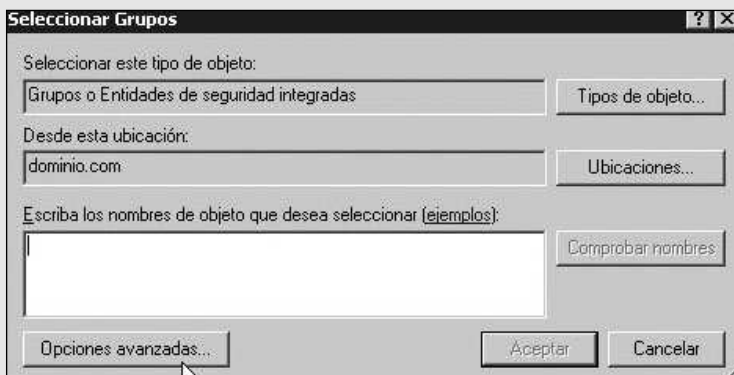 Seleccionar Grupos
Seleccionar este tipo de objeto:
Grupos o Entidades de seguridad integradas
Tipos de objeto...
Desde esta ubicación:
dominio.com
Ubicaciones...
Escriba los nombres de objeto que desea seleccionar (ejemplos):
Comprobar nombres
Opciones avanzadas...
Aceptar
Cancelar